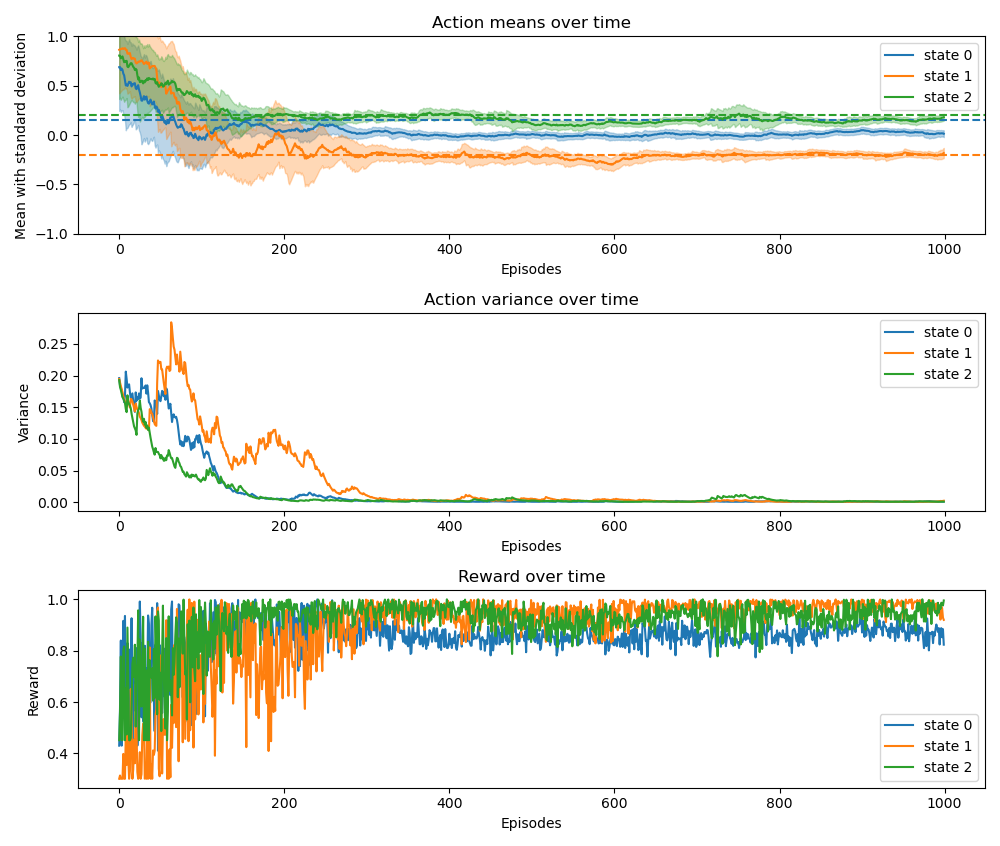 Action means over time
Mean with standard deviation
1.0
0.5
0.0
−0.5
−1.0
state 0
state 1
state 2
0 200 400 600 800 1000
Episodes
Action variance over time
Variance
0.25
0.20
0.15
0.10
0.05
0.00
state 0
state 1
state 2
0 200 400 600 800 1000
Episodes
Reward over time
Reward
1.0
0.8
0.6
0.4
state 0
state 1
state 2
0 200 400 600 800 1000
Episodes